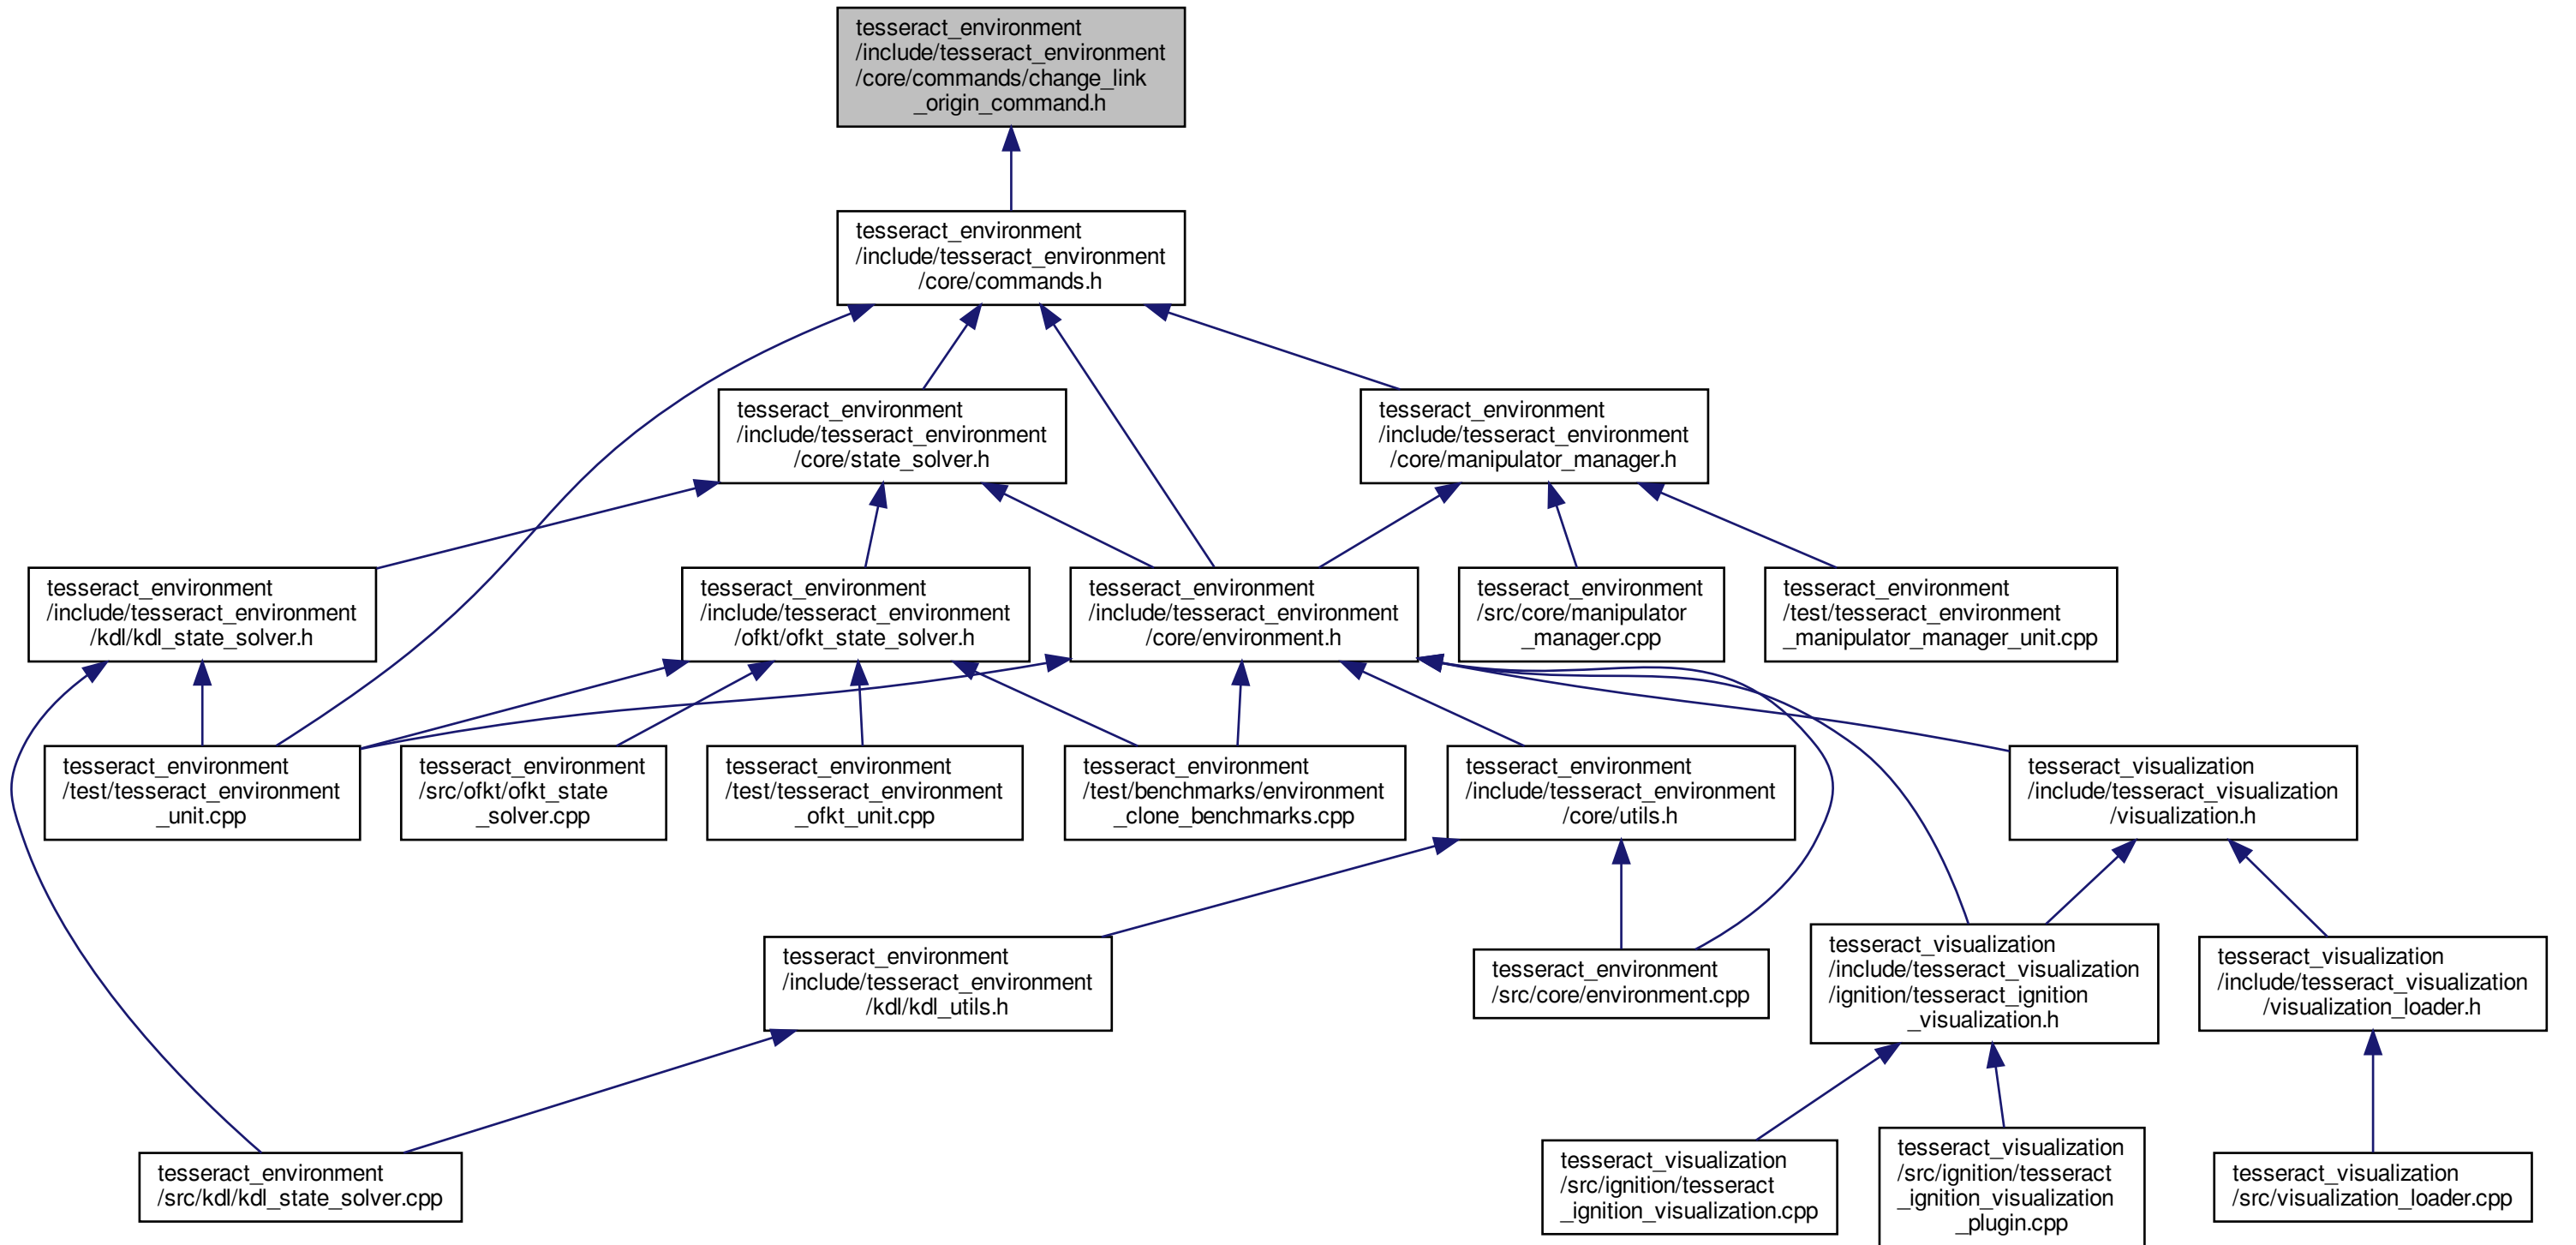 tesseract_environment
/include/tesseract_environment
/core/commands/change_link
_origin_command.h
tesseract_environment
/include/tesseract_environment
/core/commands.h
tesseract_environment
/include/tesseract_environment
/core/state_solver.h
tesseract_environment
/include/tesseract_environment
/core/manipulator_manager.h
tesseract_environment
/include/tesseract_environment
/kdl/kdl_state_solver.h
tesseract_environment
/include/tesseract_environment
/ofkt/ofkt_state_solver.h
tesseract_environment
/include/tesseract_environment
/core/environment.h
tesseract_environment
/src/core/manipulator
_manager.cpp
tesseract_environment
/test/tesseract_environment
_manipulator_manager_unit.cpp
tesseract_environment
/test/tesseract_environment
_unit.cpp
tesseract_environment
/src/ofkt/ofkt_state
_solver.cpp
tesseract_environment
/test/tesseract_environment
_ofkt_unit.cpp
tesseract_environment
/test/benchmarks/environment
_clone_benchmarks.cpp
tesseract_environment
/include/tesseract_environment
/core/utils.h
tesseract_visualization
/include/tesseract_visualization
/visualization.h
tesseract_environment
/include/tesseract_environment
/kdl/kdl_utils.h
tesseract_environment
/src/core/environment.cpp
tesseract_visualization
/include/tesseract_visualization
/ignition/tesseract_ignition
_visualization.h
tesseract_visualization
/include/tesseract_visualization
/visualization_loader.h
tesseract_environment
/src/kdl/kdl_state_solver.cpp
tesseract_visualization
/src/ignition/tesseract
_ignition_visualization.cpp
tesseract_visualization
/src/ignition/tesseract
_ignition_visualization
_plugin.cpp
tesseract_visualization
/src/visualization_loader.cpp